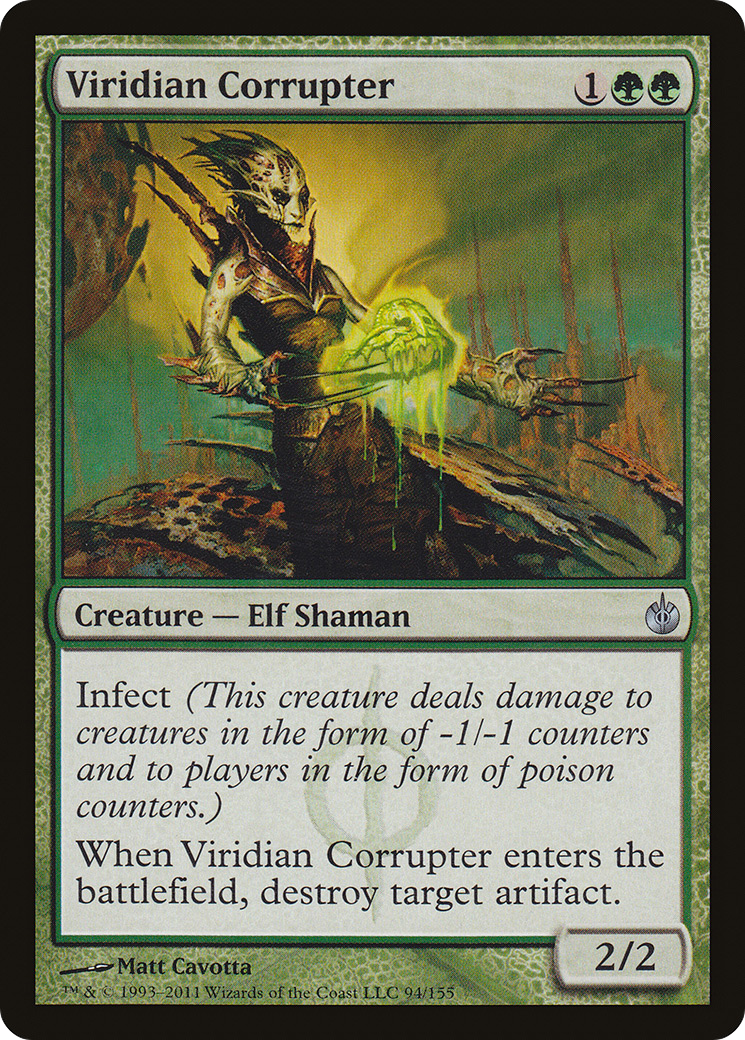 Viridian Corrupter 1
Creature — Elf Shaman
Infect (This creature deals damage to
creatures in the form of -1/-1 counters
and to players in the form of poison
counters.)
When Viridian Corrupter enters the
battlefield, destroy target artifact.
2/2
Matt Cavotta
™ & © 1993–2011 Wizards of the Coast LLC 94/155